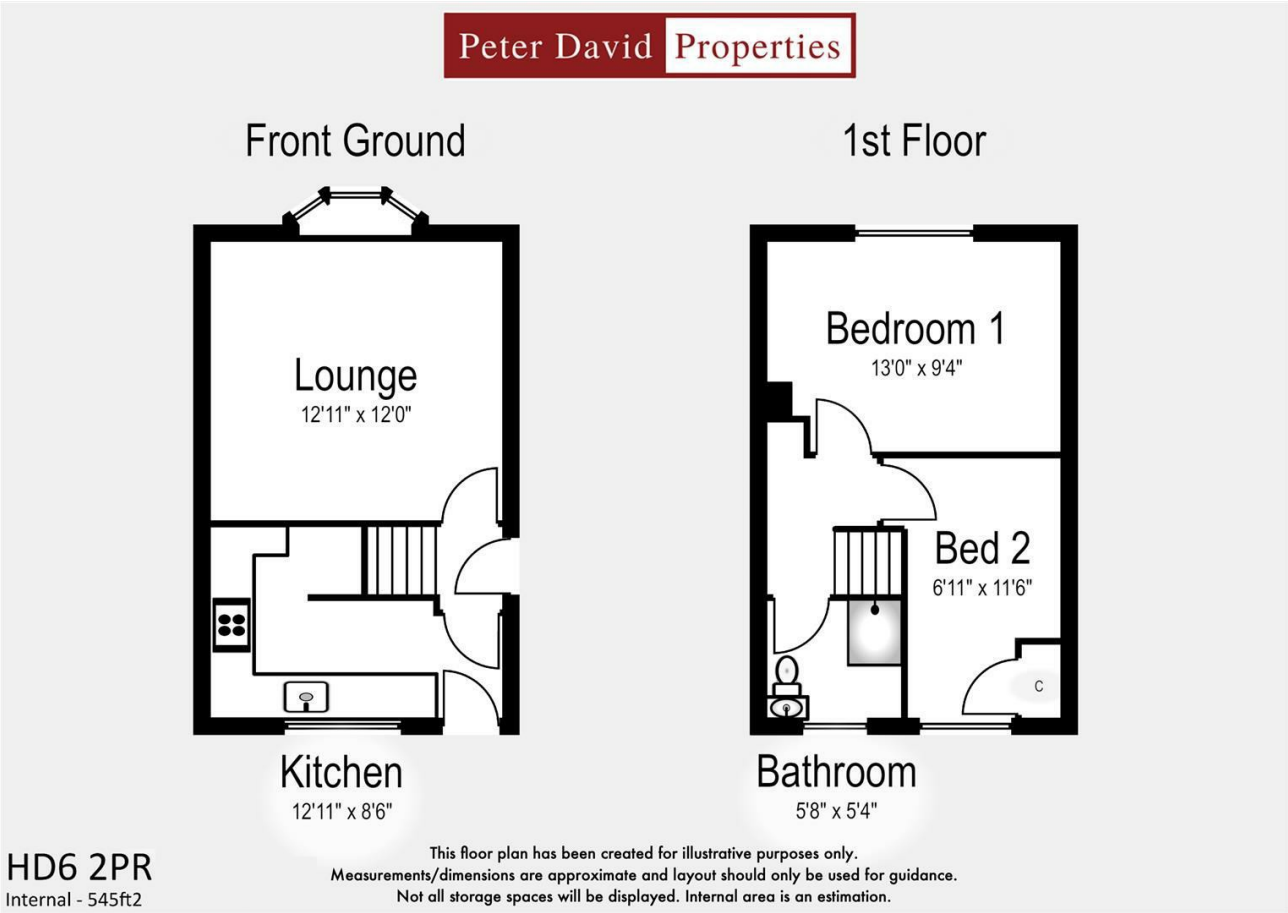 Peter David Properties
Front Ground
1st Floor
Lounge
12'11" x 12'0"
Bedroom 1
13'0" x 9'4"
Bed 2
6'11" x 11'6"
C
Kitchen
12'11" x 8'6"
Bathroom
5'8" x 5'4"
HD6 2PR
Internal - 545ft2
This floor plan has been created for illustrative purposes only.
Measurements/dimensions are approximate and layout should only be used for guidance.
Not all storage spaces will be displayed. Internal area is an estimation.